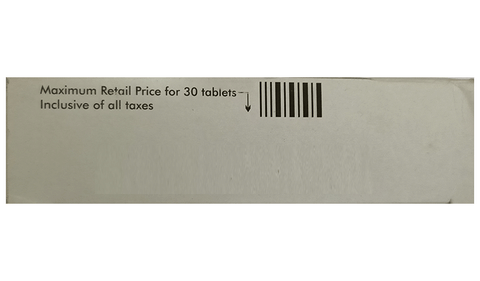 Maximum Retail Price for 30 tablets
Inclusive of all taxes